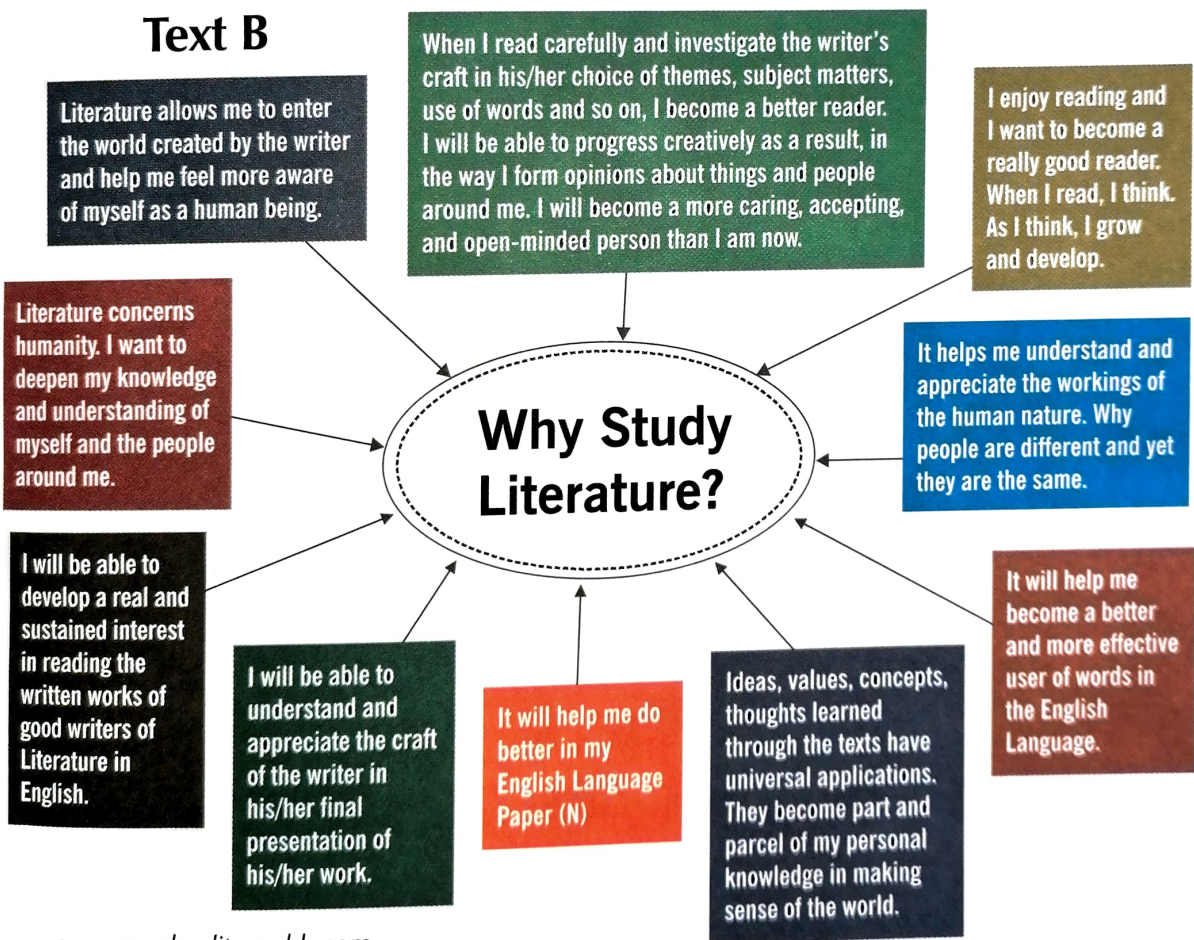 Text B
Literature allows me to enter
the world created by the writer
and help me feel more aware
of myself as a human being.
When I read carefully and investigate the writer's
craft in his/her choice of themes, subject matters,
use of words and so on, I become a better reader.
I will be able to progress creatively as a result, in
the way I form opinions about things and people
around me. I will become a more caring, accepting,
and open-minded person than I am now.
I enjoy reading and
I want to become a
really good reader.
When I read, I think.
As I think, I grow
and develop.
Literature concerns
humanity. I want to
deepen my knowledge
and understanding of
myself and the people
around me.
Why Study
Literature?
It helps me understand and
appreciate the workings of
the human nature. Why
people are different and yet
they are the same.
I will be able to
develop a real and
sustained interest
in reading the
written works of
good writers of
Literature in
English.
I will be able to
understand and
appreciate the craft
of the writer in
his/her final
presentation of
his/her work.
It will help me do
better in my
English Language
Paper (N)
Ideas, values, concepts,
thoughts learned
through the texts have
universal applications.
They become part and
parcel of my personal
knowledge in making
sense of the world.
It will help me
become a better
and more effective
user of words in
the English
Language.